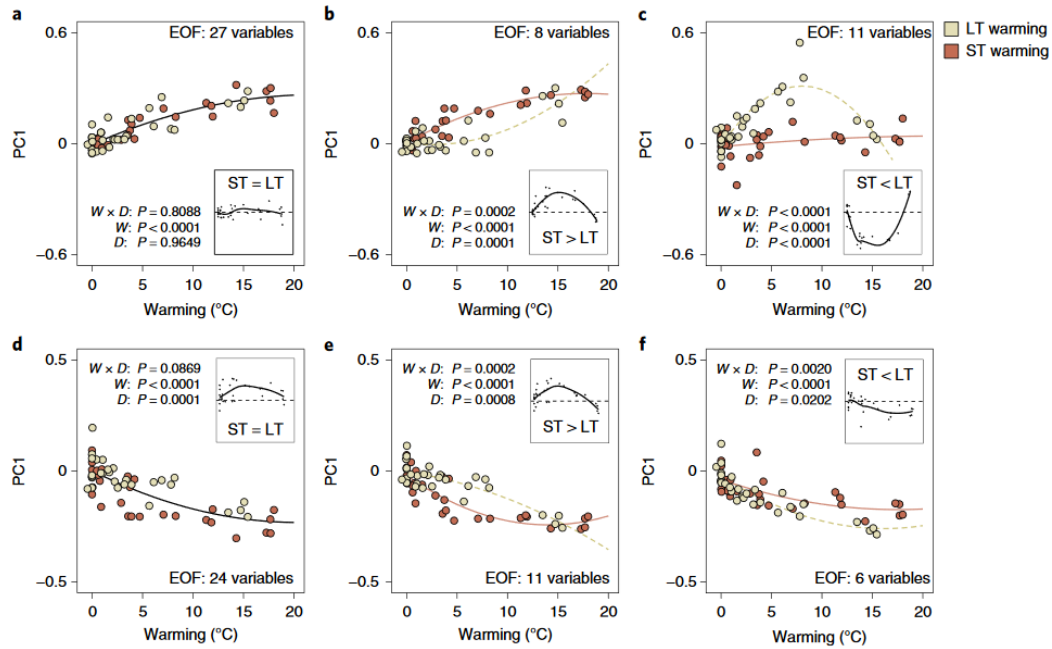 a
EOF: 27 variables
0.6
0
−0.6
PC1
ST = LT
W × D: P = 0.8088
W: P < 0.0001
D: P = 0.9649
0 5 10 15 20
Warming (°C)
b
EOF: 8 variables
0.6
0
−0.6
PC1
W × D: P = 0.0002
W: P < 0.0001
D: P = 0.0001
ST > LT
0 5 10 15 20
Warming (°C)
c
EOF: 11 variables
0.6
0
−0.6
PC1
ST < LT
W × D: P < 0.0001
W: P < 0.0001
D: P < 0.0001
0 5 10 15 20
Warming (°C)
LT warming
ST warming
d
0.5
0
−0.5
PC1
W × D: P = 0.0869
W: P < 0.0001
D: P = 0.0001
ST = LT
EOF: 24 variables
0 5 10 15 20
Warming (°C)
e
0.5
0
−0.5
PC1
W × D: P = 0.0002
W: P < 0.0001
D: P = 0.0008
ST > LT
EOF: 11 variables
0 5 10 15 20
Warming (°C)
f
0.5
0
−0.5
PC1
W × D: P = 0.0020
W: P < 0.0001
D: P = 0.0202
ST < LT
EOF: 6 variables
0 5 10 15 20
Warming (°C)